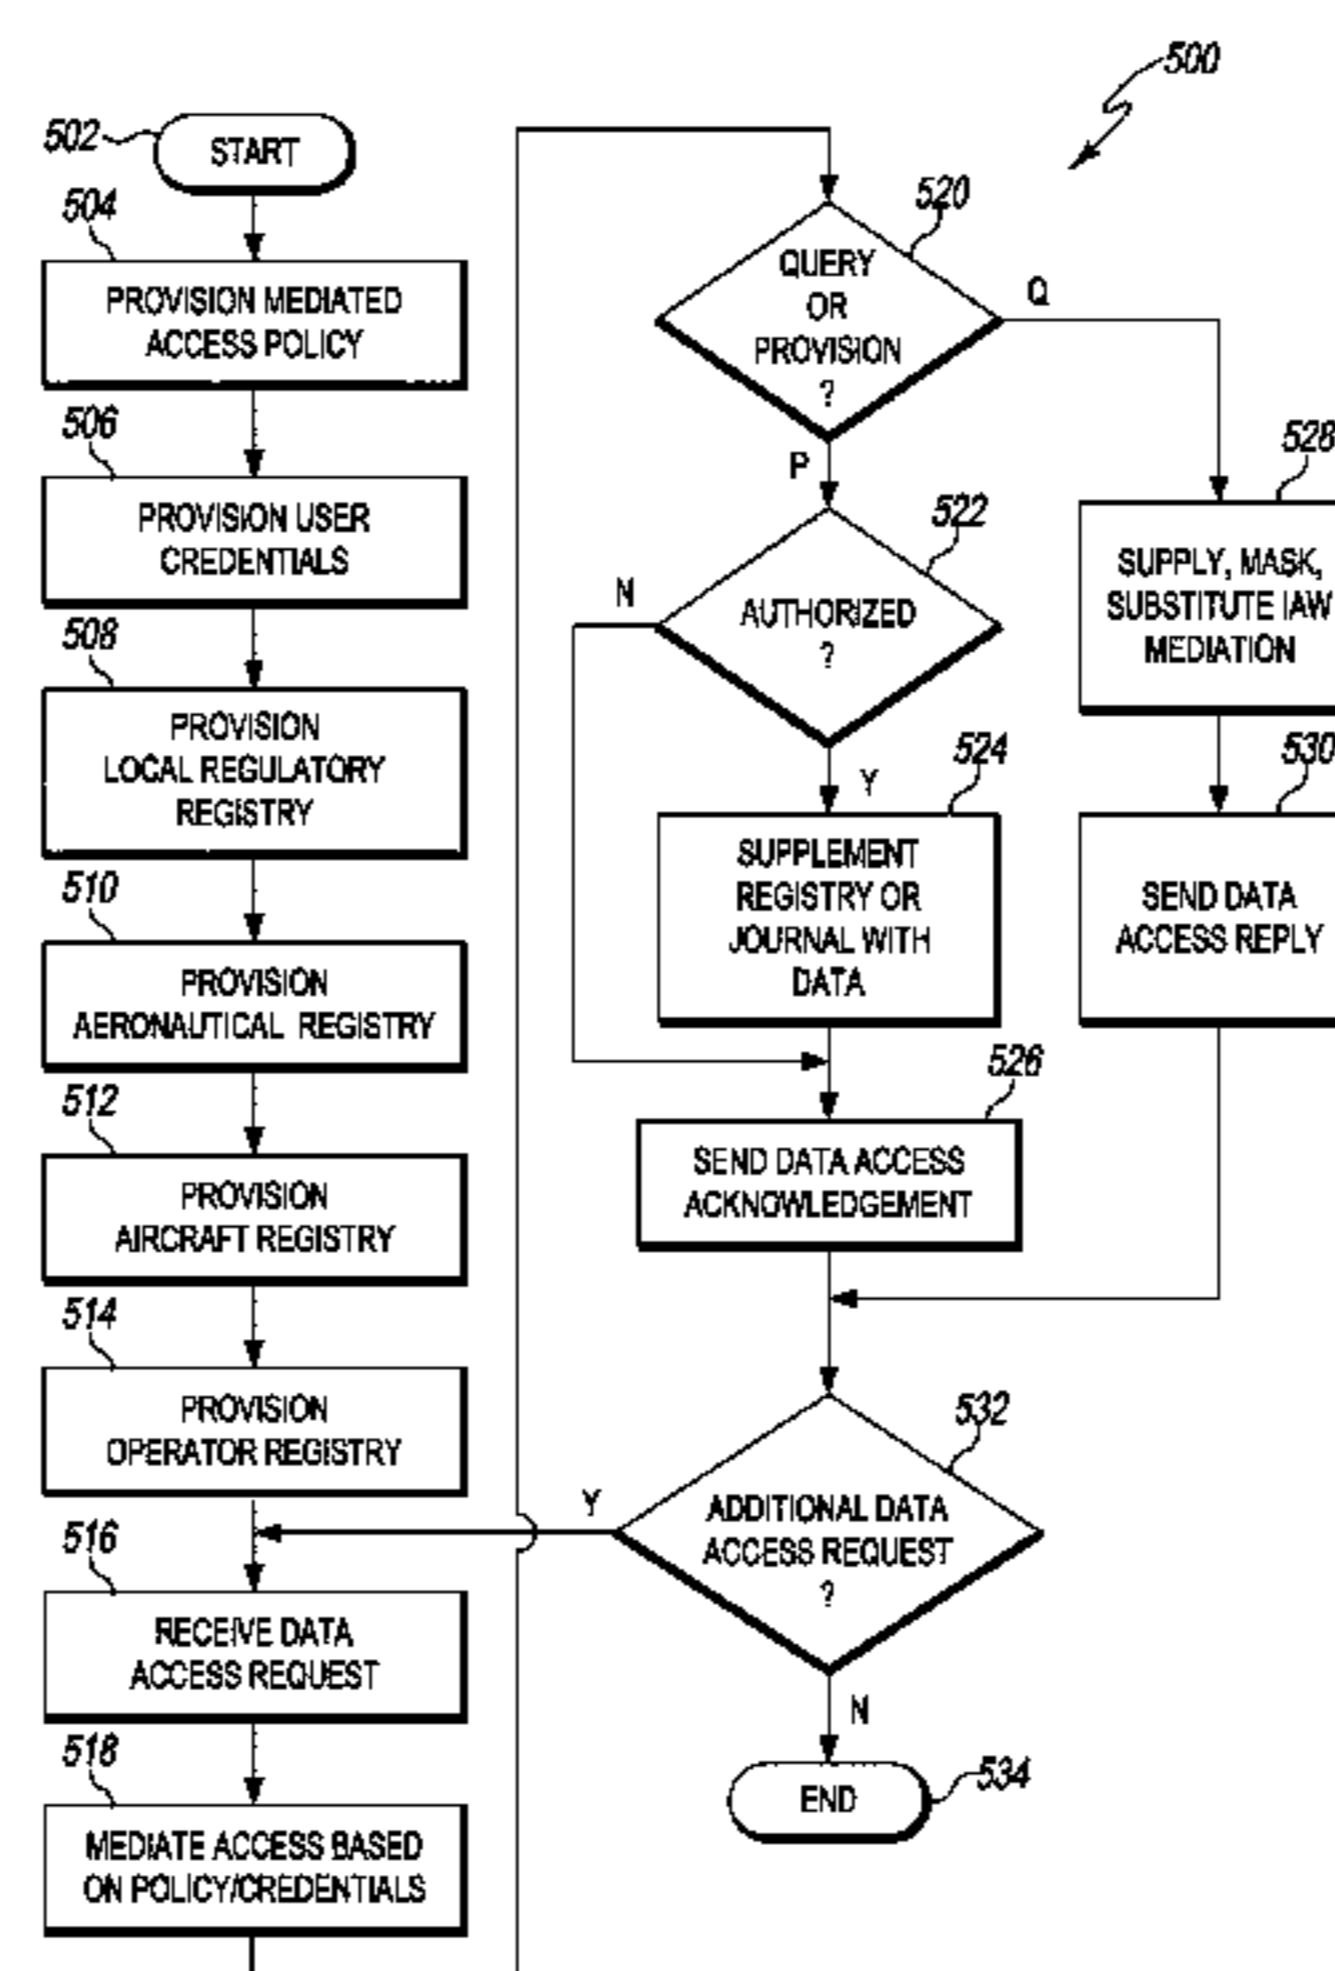 500
502
START
504
PROVISION MEDIATED
ACCESS POLICY
506
PROVISION USER
CREDENTIALS
508
PROVISION
LOCAL REGULATORY
REGISTRY
510
PROVISION
AERONAUTICAL REGISTRY
512
PROVISION
AIRCRAFT REGISTRY
514
PROVISION
OPERATOR REGISTRY
516
RECEIVE DATA
ACCESS REQUEST
518
MEDIATE ACCESS BASED
ON POLICY/CREDENTIALS
520
QUERY
OR
PROVISION
?
Q
P
522
AUTHORIZED
?
N
Y
524
SUPPLEMENT
REGISTRY OR
JOURNAL WITH
DATA
526
SEND DATA ACCESS
ACKNOWLEDGEMENT
528
SUPPLY, MASK,
SUBSTITUTE IAW
MEDIATION
530
SEND DATA
ACCESS REPLY
532
ADDITIONAL DATA
ACCESS REQUEST
?
Y
N
END
534